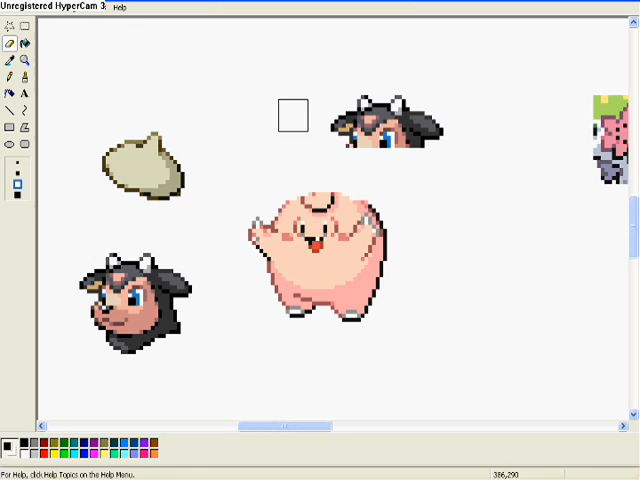 Unregistered HyperCam 3
Help
A
For Help, click Help Topics on the Help Menu.
386,290